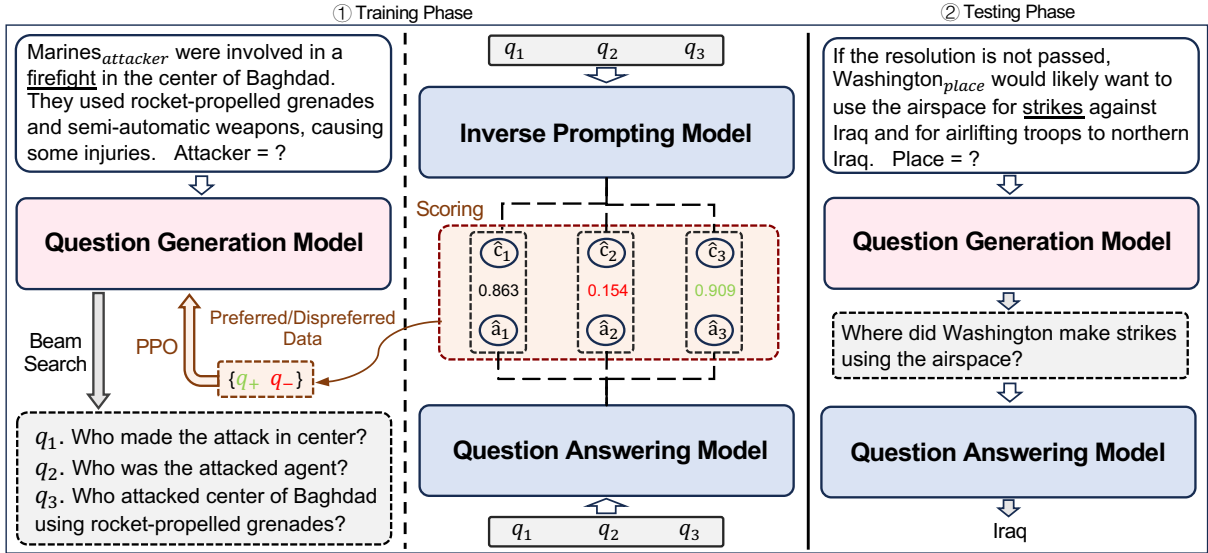 ① Training Phase
② Testing Phase
Marines attacker were involved in a
firefight in the center of Baghdad.
They used rocket-propelled grenades
and semi-automatic weapons, causing
some injuries. Attacker = ?
Question Generation Model
Beam
Search
PPO
Preferred/Dispreferred
Data
{q+ q−}
q1. Who made the attack in center?
q2. Who was the attacked agent?
q3. Who attacked center of Baghdad
using rocket-propelled grenades?
q1 q2 q3
Inverse Prompting Model
Scoring
ĉ1 ĉ2 ĉ3
0.863 0.154 0.909
â1 â2 â3
Question Answering Model
q1 q2 q3
If the resolution is not passed,
Washington place would likely want to
use the airspace for strikes against
Iraq and for airlifting troops to northern
Iraq. Place = ?
Question Generation Model
Where did Washington make strikes
using the airspace?
Question Answering Model
Iraq